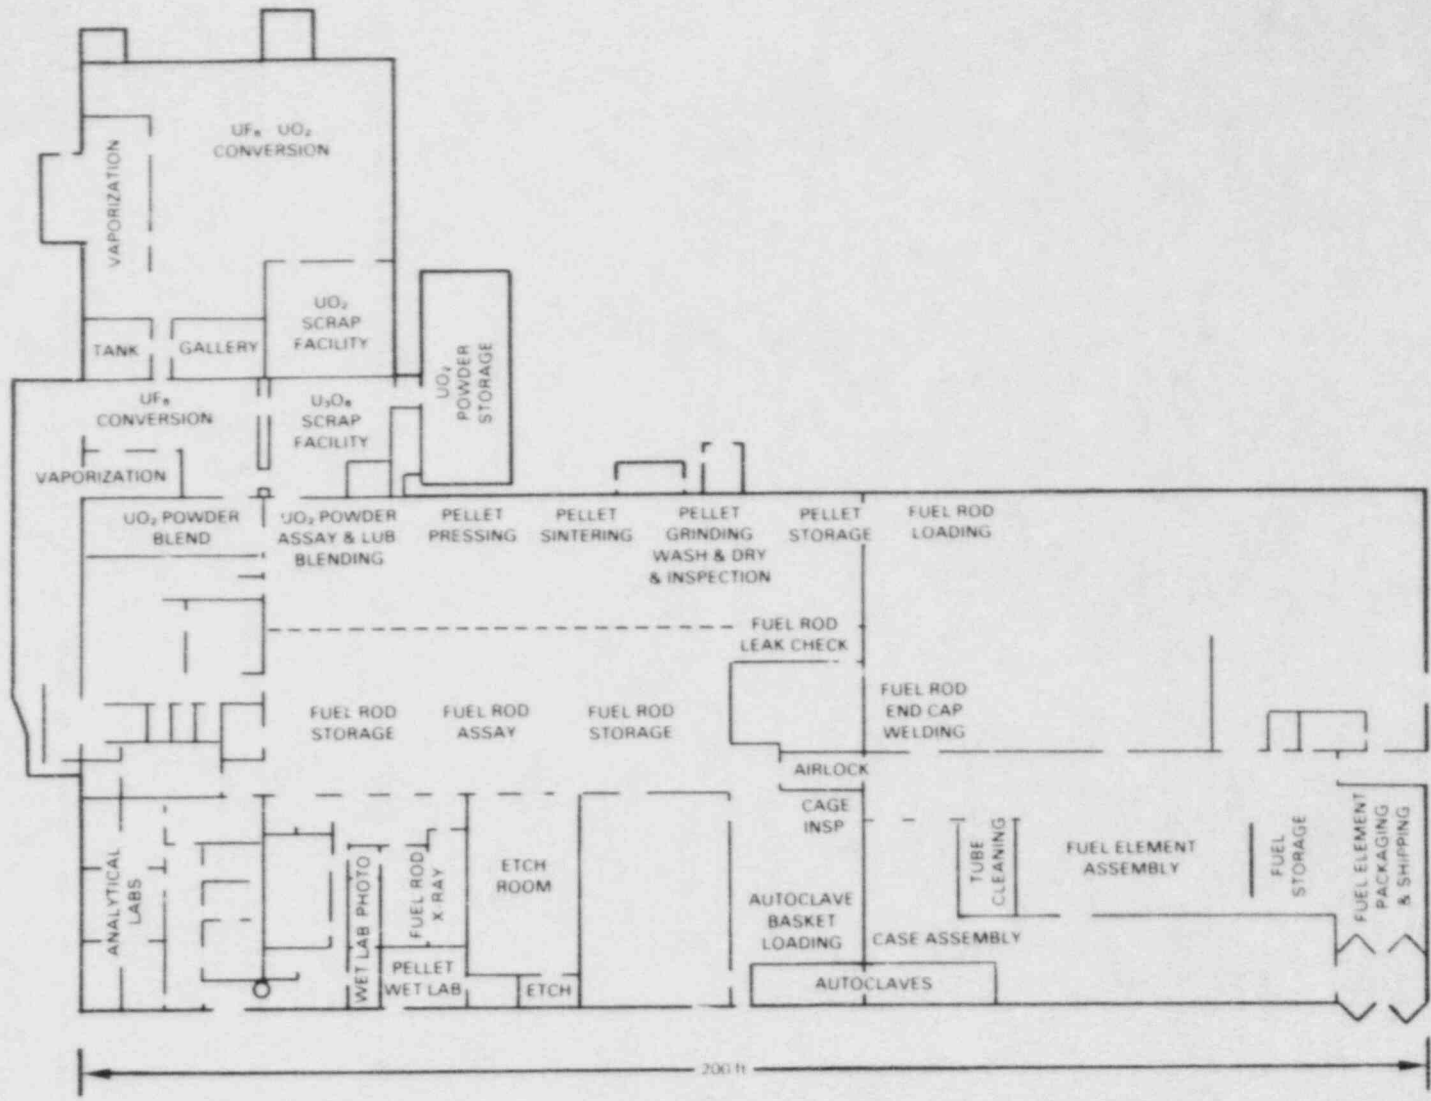 UF₆ UO₂
CONVERSION
VAPORIZATION
UO₂
SCRAP
FACILITY
TANK
GALLERY
UO₂
POWDER
STORAGE
UF₆
CONVERSION
U₃O₈
SCRAP
FACILITY
VAPORIZATION
UO₂ POWDER
BLEND
UO₂ POWDER
ASSAY & LUB
BLENDING
PELLET
PRESSING
PELLET
SINTERING
PELLET
GRINDING
WASH & DRY
& INSPECTION
PELLET
STORAGE
FUEL ROD
LOADING
FUEL ROD
LEAK CHECK
FUEL ROD
STORAGE
FUEL ROD
ASSAY
FUEL ROD
STORAGE
FUEL ROD
END CAP
WELDING
AIRLOCK
CAGE
INSP
ANALYTICAL
LABS
WET LAB PHOTO
FUEL ROD
X-RAY
ETCH
ROOM
PELLET
WET LAB
ETCH
AUTOCLAVE
BASKET
LOADING
CASE ASSEMBLY
AUTOCLAVES
TUBE
CLEANING
FUEL ELEMENT
ASSEMBLY
FUEL
STORAGE
FUEL ELEMENT
PACKAGING
& SHIPPING
200 ft